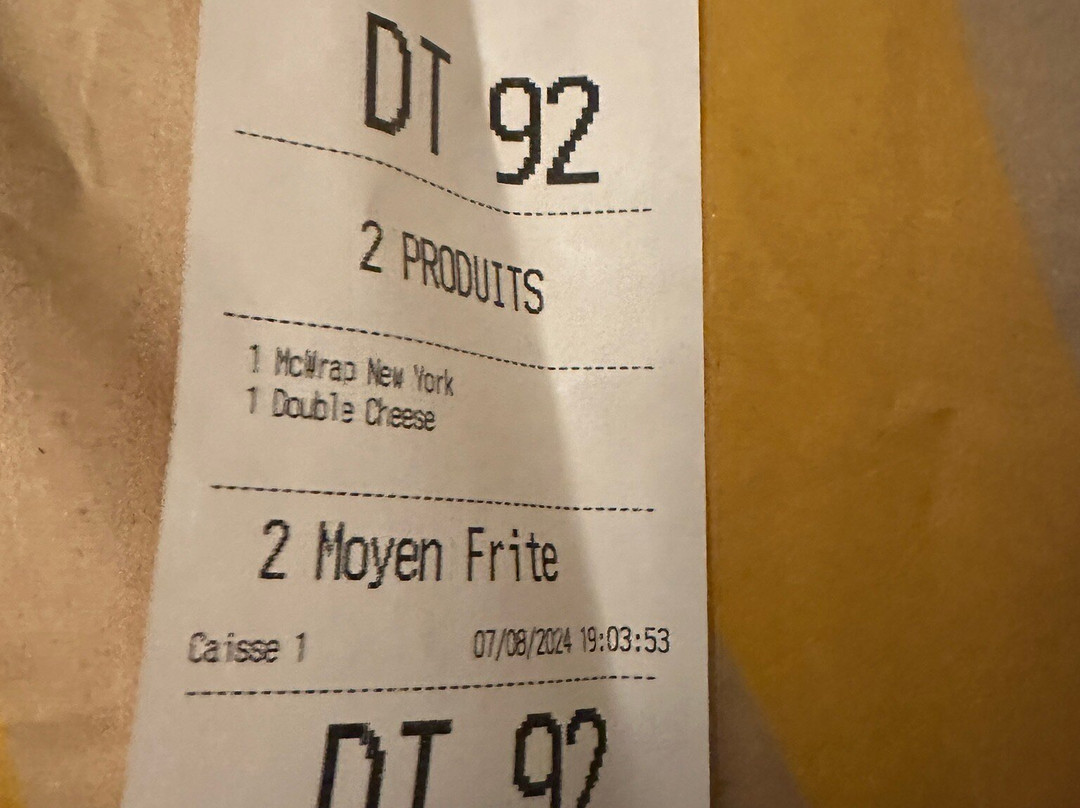 DT 92
2 PRODUITS
1 McWrap New York
1 Double Cheese
2 Moyen Frite
Caisse 1 07/08/2024 19:03:53
DT 92